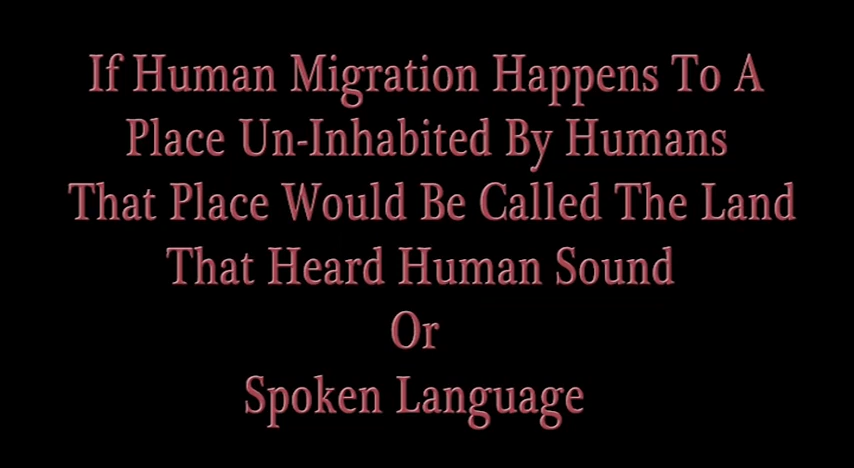 If Human Migration Happens To A
Place Un-Inhabited By Humans
That Place Would Be Called The Land
That Heard Human Sound
Or
Spoken Language